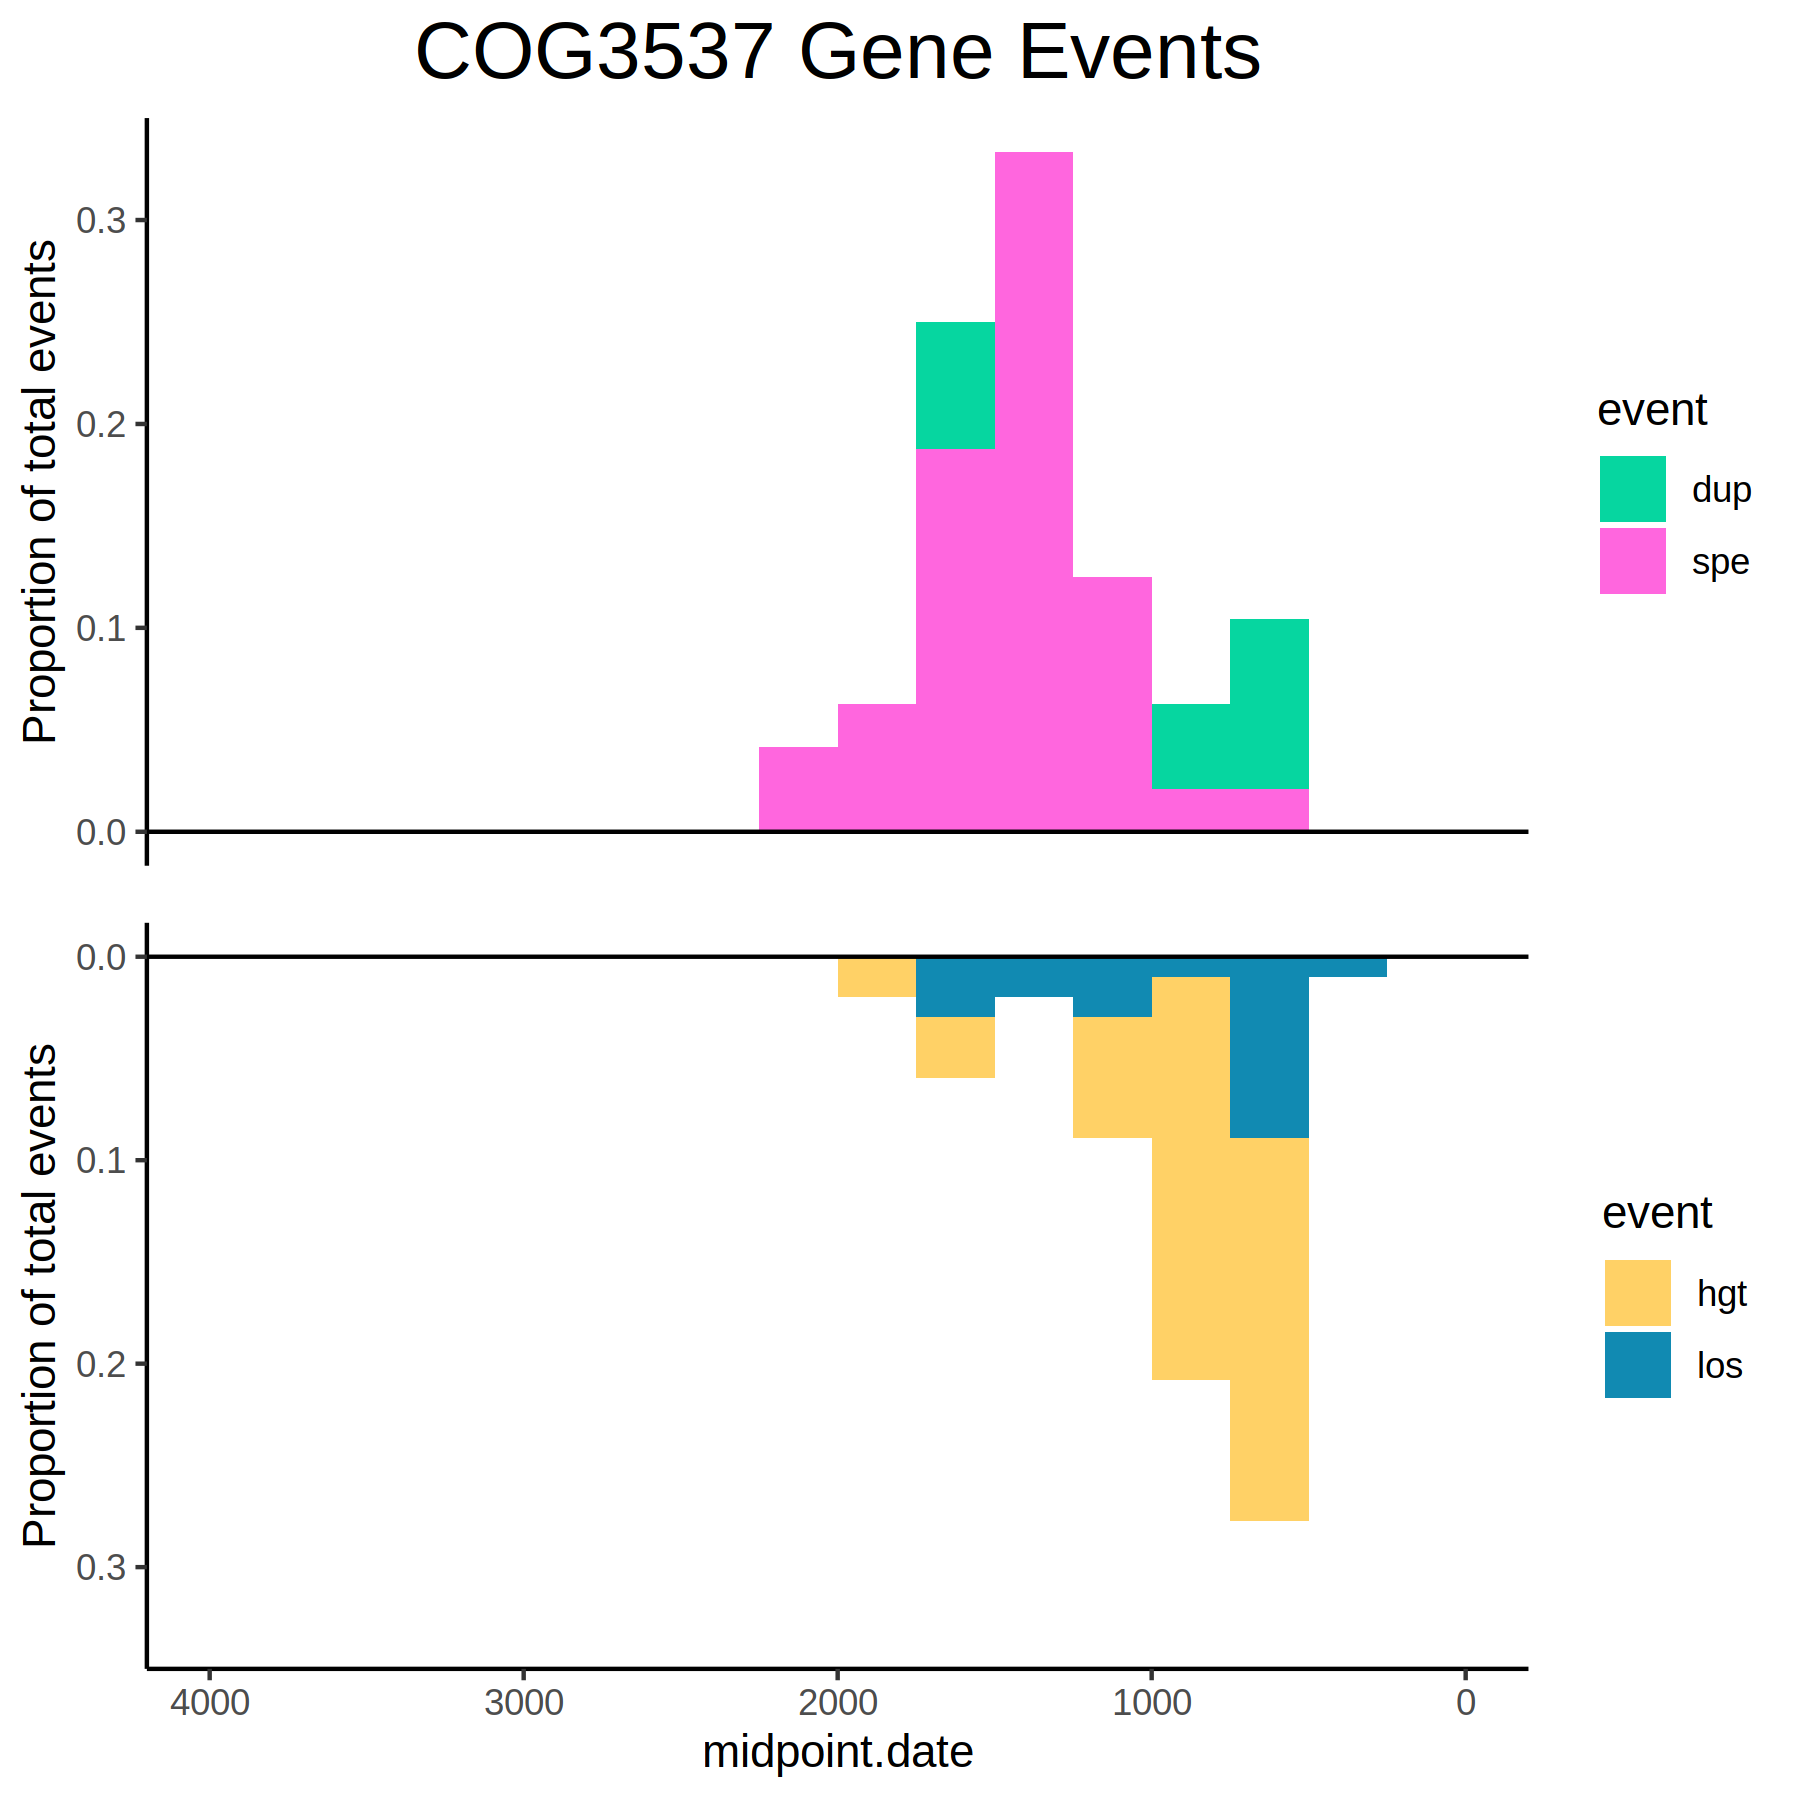 COG3537 Gene Events
Proportion of total events
0.3
0.2
0.1
0.0
event
dup
spe
Proportion of total events
0.0
0.1
0.2
0.3
event
hgt
los
4000 3000 2000 1000 0
midpoint.date